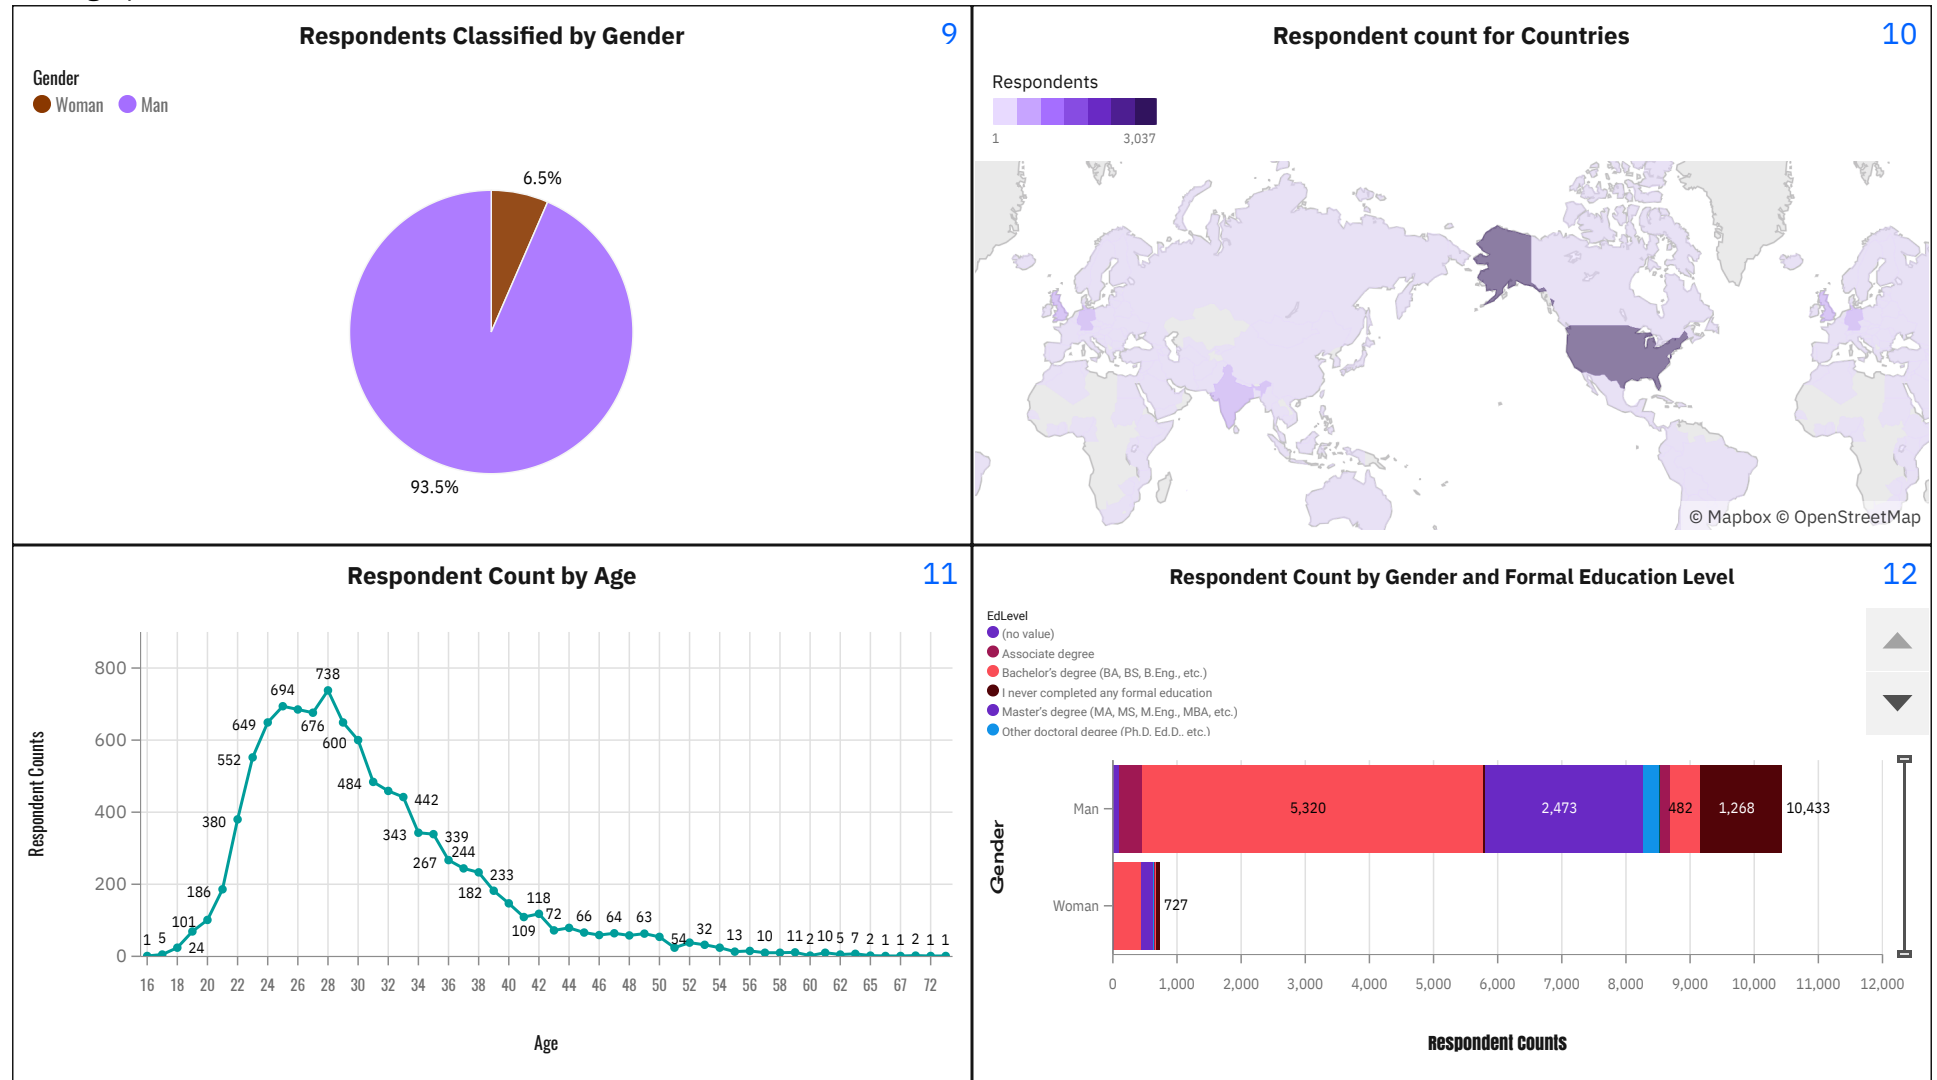 Respondents Classified by Gender 9
Gender
Woman Man
6.5%
93.5%
Respondent count for Countries 10
Respondents
1 3,037
© Mapbox © OpenStreetMap
Respondent Count by Age 11
Respondent Counts
800
600
400
200
0
1 5 24 101 186 380 552 649 694 676 738 600 484 442 343 339 267 244 182 233 109 118 72 66 64 63 54 32 13 10 11 2 10 5 7 2 1 1 2 1 1
16 18 20 22 24 26 28 30 32 34 36 38 40 42 44 46 48 50 52 54 56 58 60 62 65 67 72
Age
Respondent Count by Gender and Formal Education Level 12
EdLevel
(no value)
Associate degree
Bachelor's degree (BA, BS, B.Eng., etc.)
I never completed any formal education
Master's degree (MA, MS, M.Eng., MBA, etc.)
Other doctoral degree (Ph.D. Ed.D., etc.)
Gender
Man 5,320 2,473 482 1,268 10,433
Woman 727
0 1,000 2,000 3,000 4,000 5,000 6,000 7,000 8,000 9,000 10,000 11,000 12,000
Respondent Counts